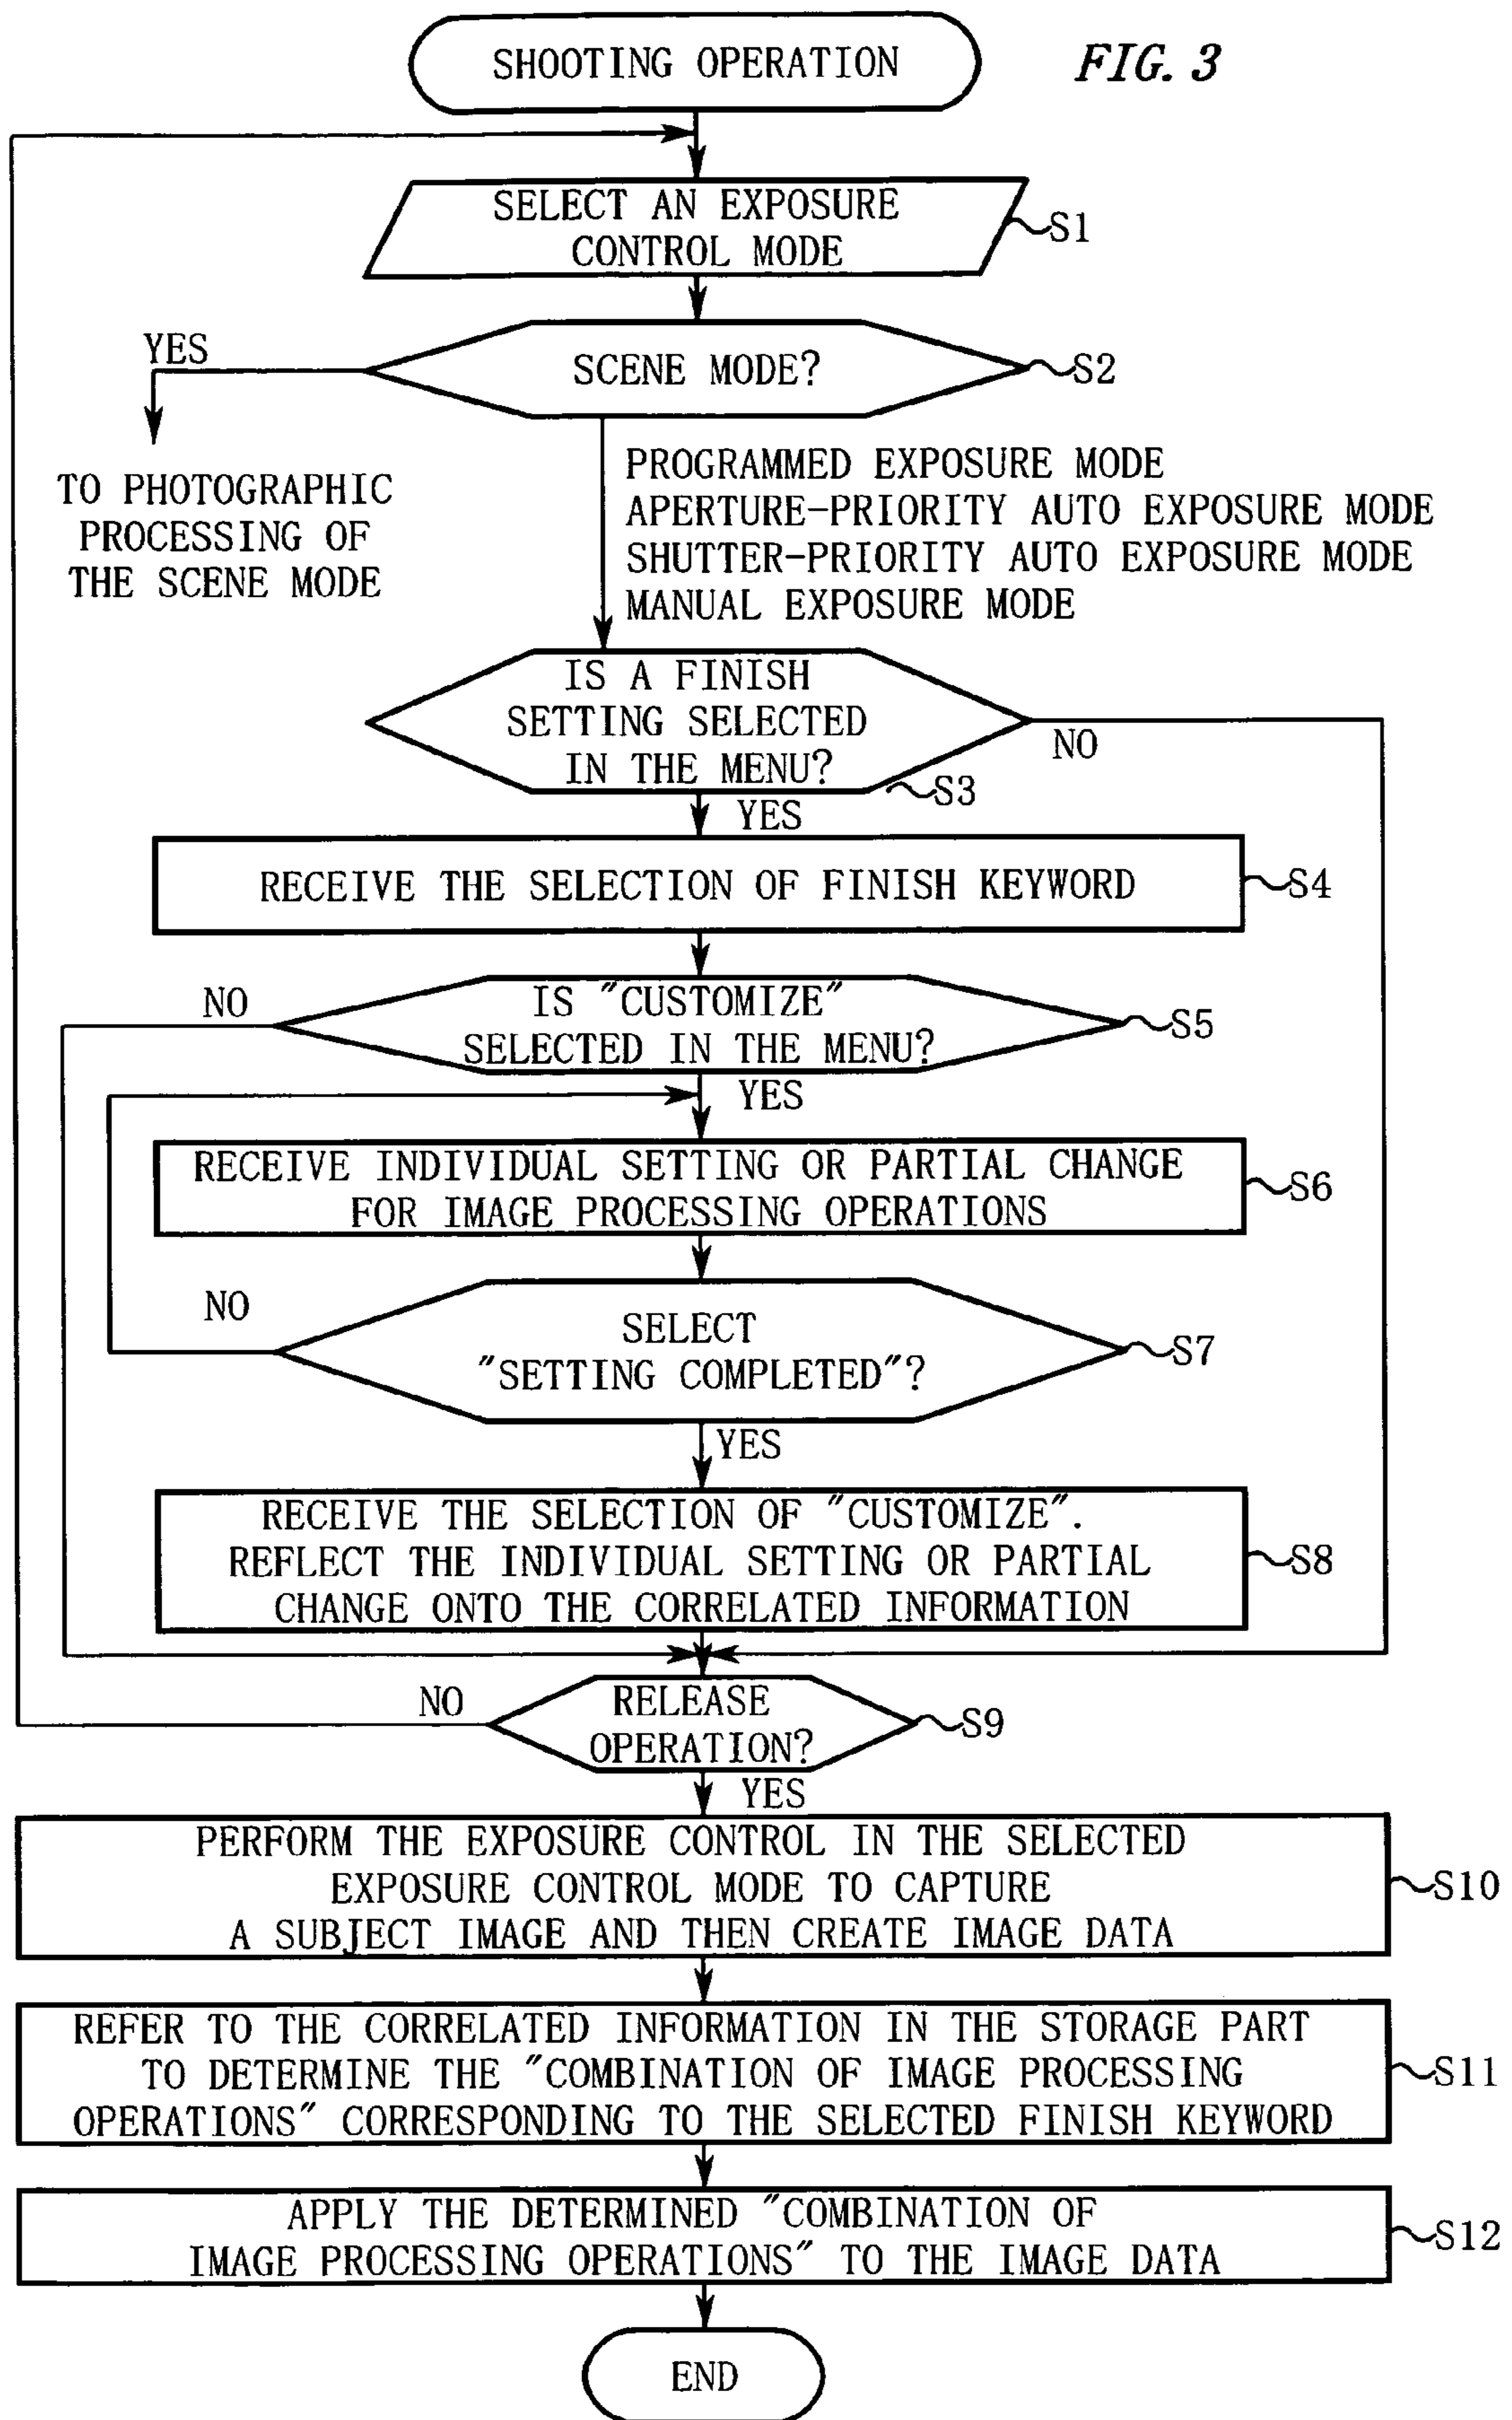 SHOOTING OPERATION
FIG. 3
SELECT AN EXPOSURE
CONTROL MODE
S1
YES
SCENE MODE?
S2
TO PHOTOGRAPHIC
PROCESSING OF
THE SCENE MODE
PROGRAMMED EXPOSURE MODE
APERTURE-PRIORITY AUTO EXPOSURE MODE
SHUTTER-PRIORITY AUTO EXPOSURE MODE
MANUAL EXPOSURE MODE
IS A FINISH
SETTING SELECTED
IN THE MENU?
NO
S3
YES
RECEIVE THE SELECTION OF FINISH KEYWORD
S4
NO
IS "CUSTOMIZE"
SELECTED IN THE MENU?
S5
YES
RECEIVE INDIVIDUAL SETTING OR PARTIAL CHANGE
FOR IMAGE PROCESSING OPERATIONS
S6
NO
SELECT
"SETTING COMPLETED"?
S7
YES
RECEIVE THE SELECTION OF "CUSTOMIZE".
REFLECT THE INDIVIDUAL SETTING OR PARTIAL
CHANGE ONTO THE CORRELATED INFORMATION
S8
NO
RELEASE
OPERATION?
S9
YES
PERFORM THE EXPOSURE CONTROL IN THE SELECTED
EXPOSURE CONTROL MODE TO CAPTURE
A SUBJECT IMAGE AND THEN CREATE IMAGE DATA
S10
REFER TO THE CORRELATED INFORMATION IN THE STORAGE PART
TO DETERMINE THE "COMBINATION OF IMAGE PROCESSING
OPERATIONS" CORRESPONDING TO THE SELECTED FINISH KEYWORD
S11
APPLY THE DETERMINED "COMBINATION OF
IMAGE PROCESSING OPERATIONS" TO THE IMAGE DATA
S12
END